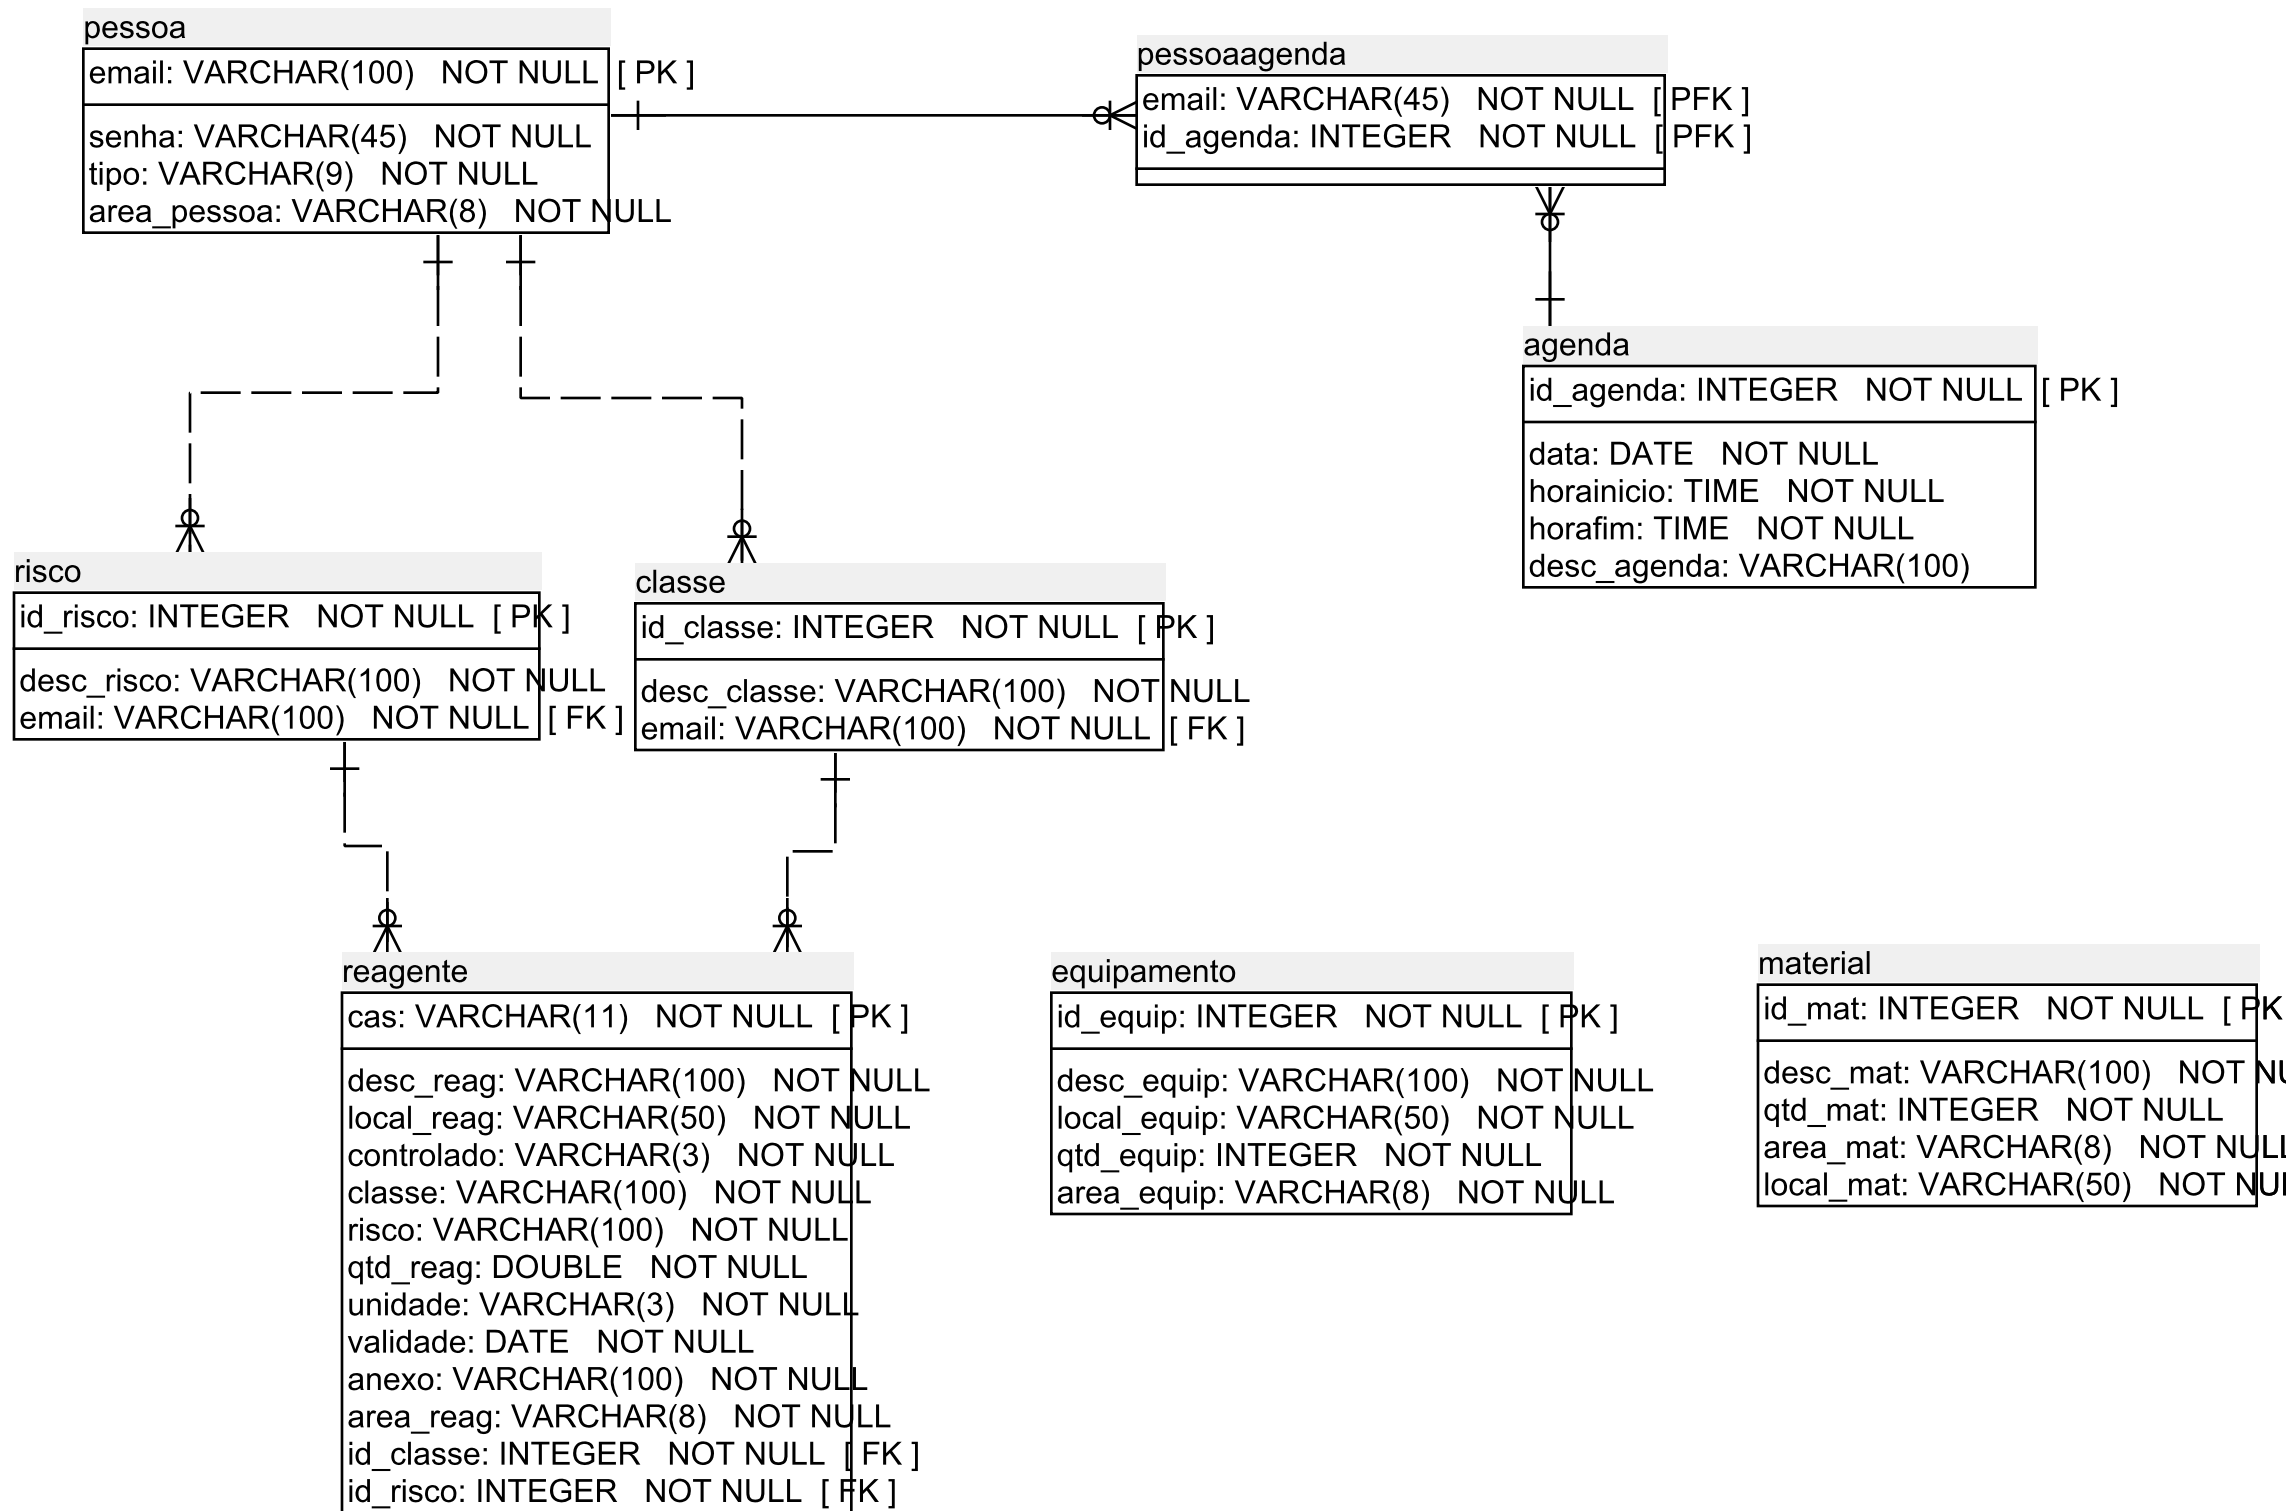 pessoa
email: VARCHAR(100) NOT NULL [ PK ]
senha: VARCHAR(45) NOT NULL
tipo: VARCHAR(9) NOT NULL
area_pessoa: VARCHAR(8) NOT NULL
pessoaagenda
email: VARCHAR(45) NOT NULL [ PFK ]
id_agenda: INTEGER NOT NULL [ PFK ]
agenda
id_agenda: INTEGER NOT NULL [ PK ]
data: DATE NOT NULL
horainicio: TIME NOT NULL
horafim: TIME NOT NULL
desc_agenda: VARCHAR(100)
risco
id_risco: INTEGER NOT NULL [ PK ]
desc_risco: VARCHAR(100) NOT NULL
email: VARCHAR(100) NOT NULL [ FK ]
classe
id_classe: INTEGER NOT NULL [ PK ]
desc_classe: VARCHAR(100) NOT NULL
email: VARCHAR(100) NOT NULL [ FK ]
reagente
cas: VARCHAR(11) NOT NULL [ PK ]
desc_reag: VARCHAR(100) NOT NULL
local_reag: VARCHAR(50) NOT NULL
controlado: VARCHAR(3) NOT NULL
classe: VARCHAR(100) NOT NULL
risco: VARCHAR(100) NOT NULL
qtd_reag: DOUBLE NOT NULL
unidade: VARCHAR(3) NOT NULL
validade: DATE NOT NULL
anexo: VARCHAR(100) NOT NULL
area_reag: VARCHAR(8) NOT NULL
id_classe: INTEGER NOT NULL [ FK ]
id_risco: INTEGER NOT NULL [ FK ]
equipamento
id_equip: INTEGER NOT NULL [ PK ]
desc_equip: VARCHAR(100) NOT NULL
local_equip: VARCHAR(50) NOT NULL
qtd_equip: INTEGER NOT NULL
area_equip: VARCHAR(8) NOT NULL
material
id_mat: INTEGER NOT NULL [ PK
desc_mat: VARCHAR(100) NOT
qtd_mat: INTEGER NOT NULL
area_mat: VARCHAR(8) NOT NULL
local_mat: VARCHAR(50) NOT